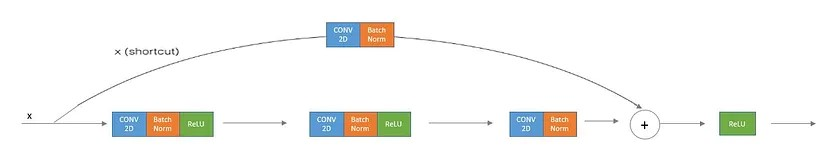 CONV
2D
Batch
Norm
x (shortcut)
x
CONV
2D
Batch
Norm
ReLU
CONV
2D
Batch
Norm
ReLU
CONV
2D
Batch
Norm
+
ReLU